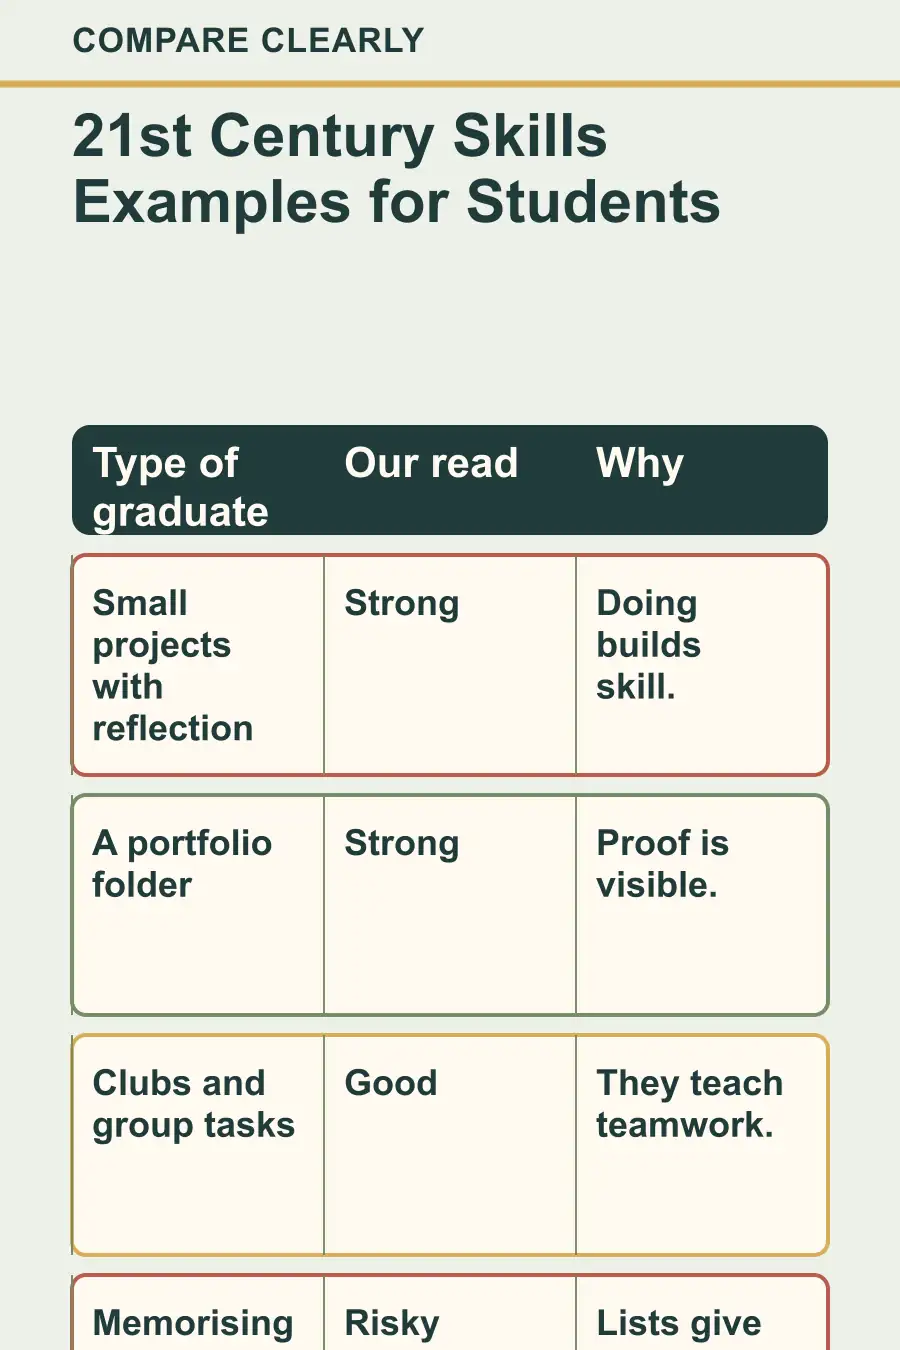 COMPARE CLEARLY
21st Century Skills
Examples for Students
Type of graduate
Our read
Why
Small projects with reflection
Strong
Doing builds skill.
A portfolio folder
Strong
Proof is visible.
Clubs and group tasks
Good
They teach teamwork.
Memorising
Risky
Lists give